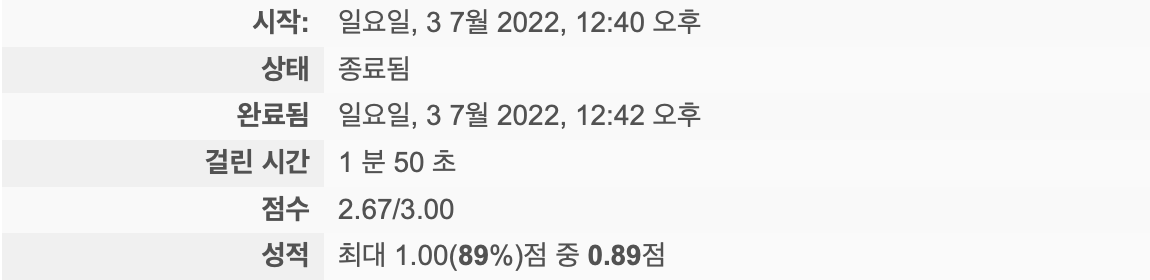 시작: 일요일, 3 7월 2022, 12:40 오후
상태 종료됨
완료됨 일요일, 3 7월 2022, 12:42 오후
걸린 시간 1 분 50 초
점수 2.67/3.00
성적 최대 1.00(89%)점 중 0.89점